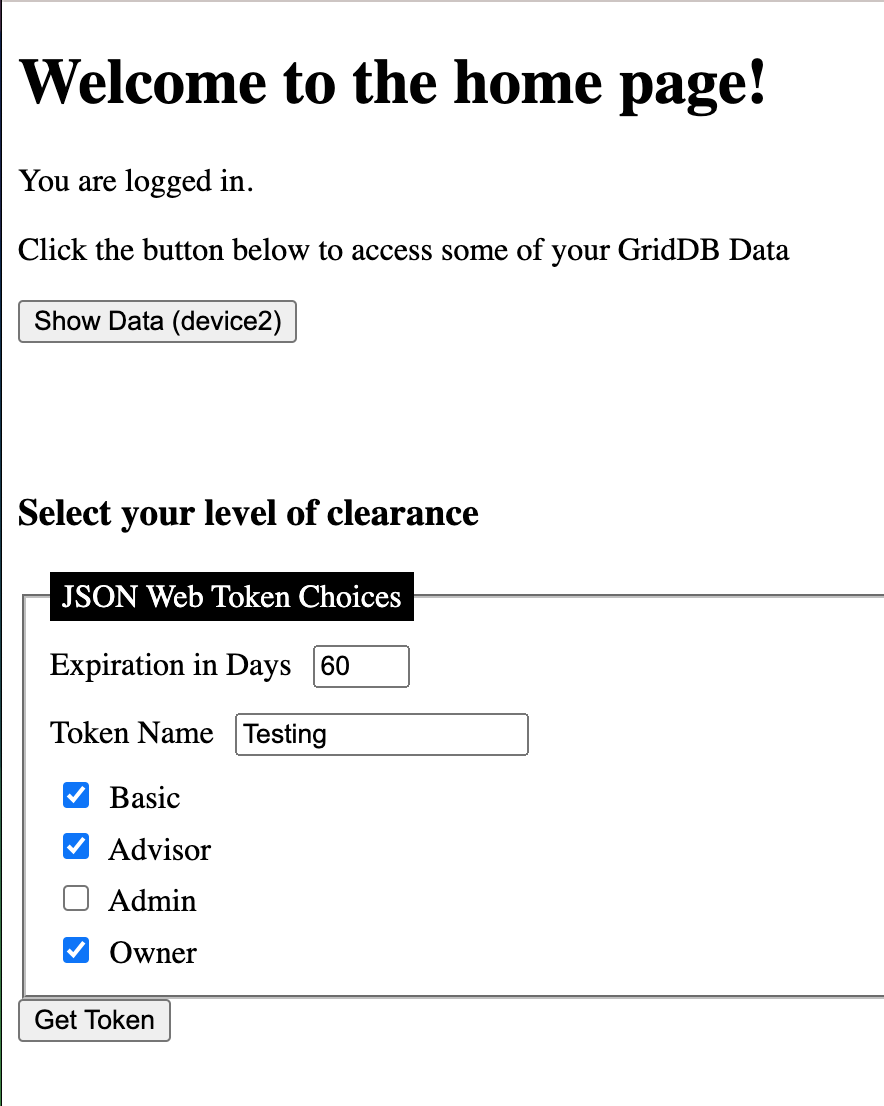 Welcome to the home page!
You are logged in.
Click the button below to access some of your GridDB Data
Show Data (device2)
Select your level of clearance
JSON Web Token Choices
Expiration in Days 60
Token Name Testing
Basic
Advisor
Admin
Owner
Get Token